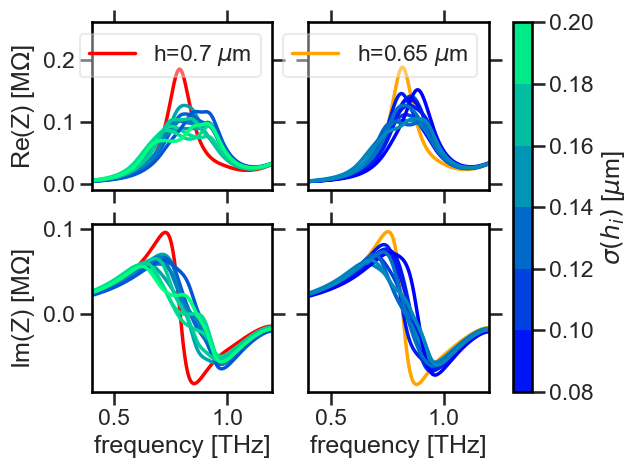 Re(Z) [MΩ]
0.2
0.1
0.0
h=0.7 μm
h=0.65 μm
Im(Z) [MΩ]
0.1
0.0
0.5
1.0
0.5
1.0
frequency [THz]
frequency [THz]
0.20
0.18
0.16
0.14
0.12
0.10
0.08
σ(hᵢ) [μm]